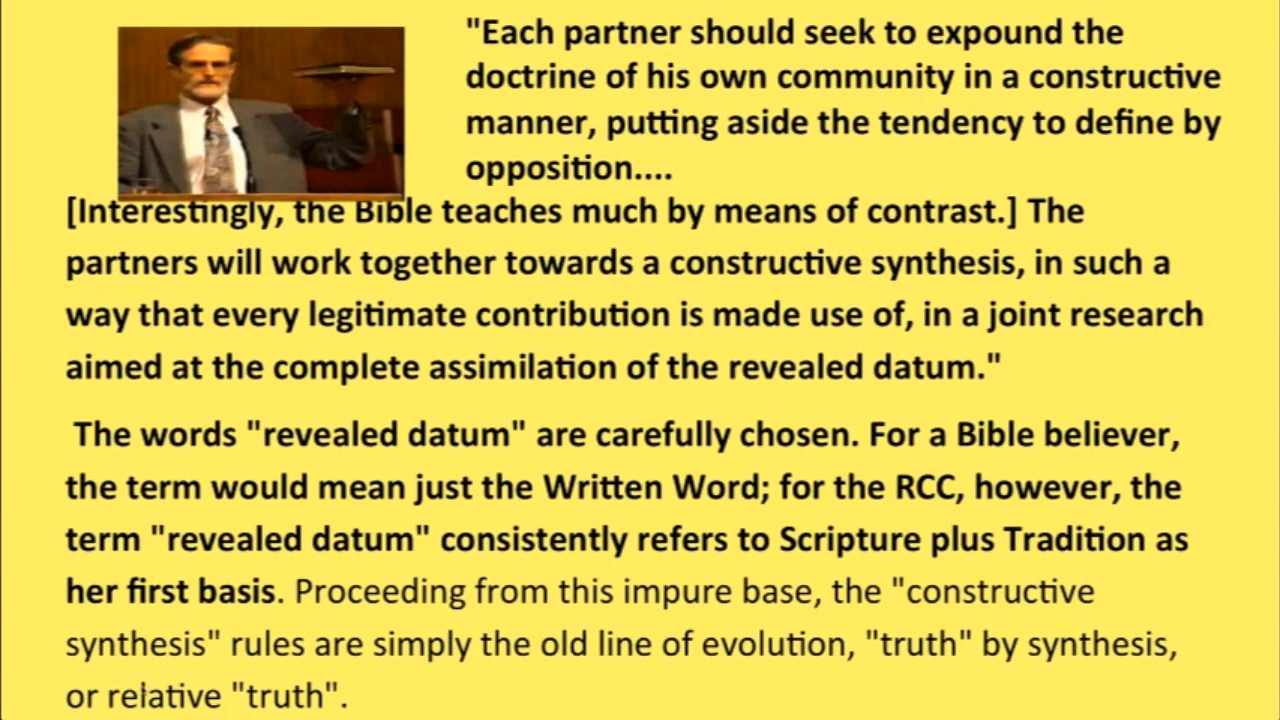 "Each partner should seek to expound the
doctrine of his own community in a constructive
manner, putting aside the tendency to define by
opposition....
[Interestingly, the Bible teaches much by means of contrast.] The
partners will work together towards a constructive synthesis, in such a
way that every legitimate contribution is made use of, in a joint research
aimed at the complete assimilation of the revealed datum."
The words "revealed datum" are carefully chosen. For a Bible believer,
the term would mean just the Written Word; for the RCC, however, the
term "revealed datum" consistently refers to Scripture plus Tradition as
her first basis. Proceeding from this impure base, the "constructive
synthesis" rules are simply the old line of evolution, "truth" by synthesis,
or relative "truth".